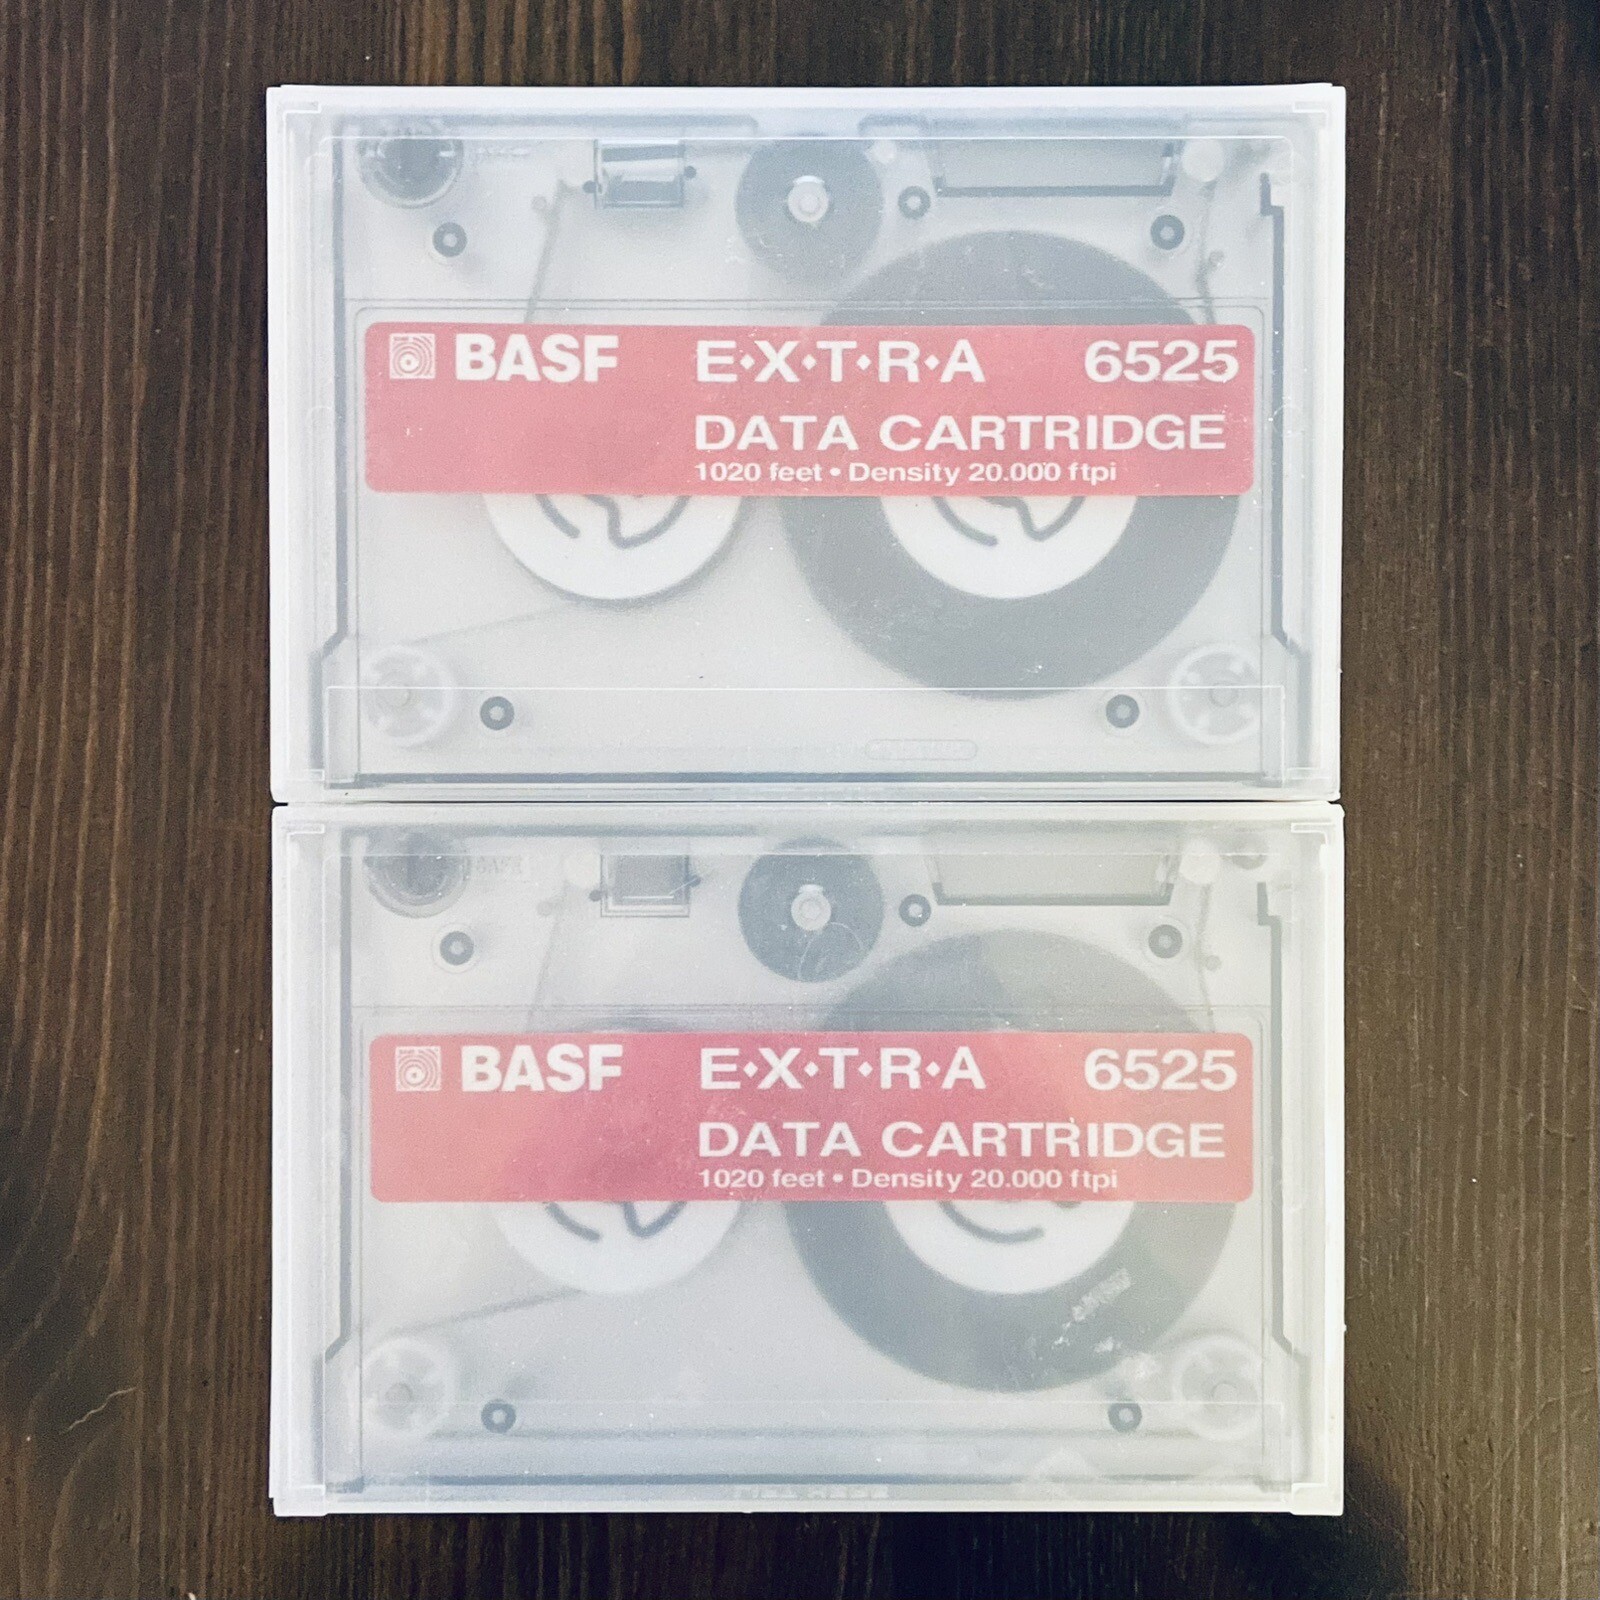 BASF E•X•T•R•A 6525
DATA CARTRIDGE
1020 feet • Density 20.000 ftpi
BASF E•X•T•R•A 6525
DATA CARTRIDGE
1020 feet • Density 20.000 ftpi